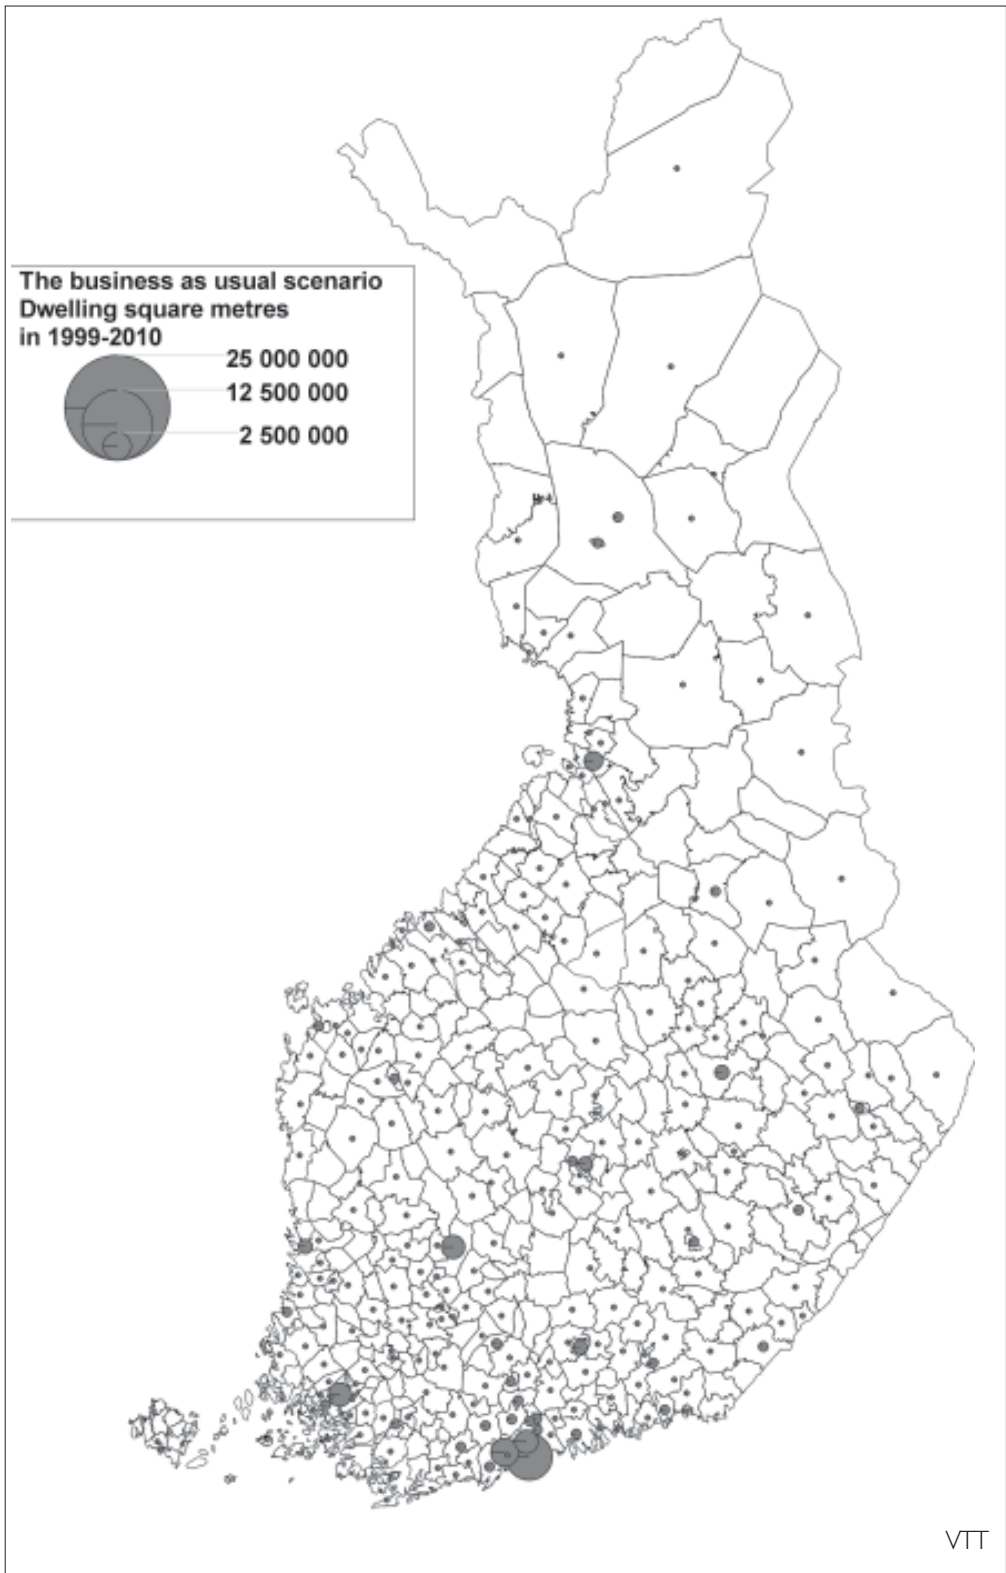 The business as usual scenario
Dwelling square metres
in 1999-2010
25 000 000
12 500 000
2 500 000
VTT